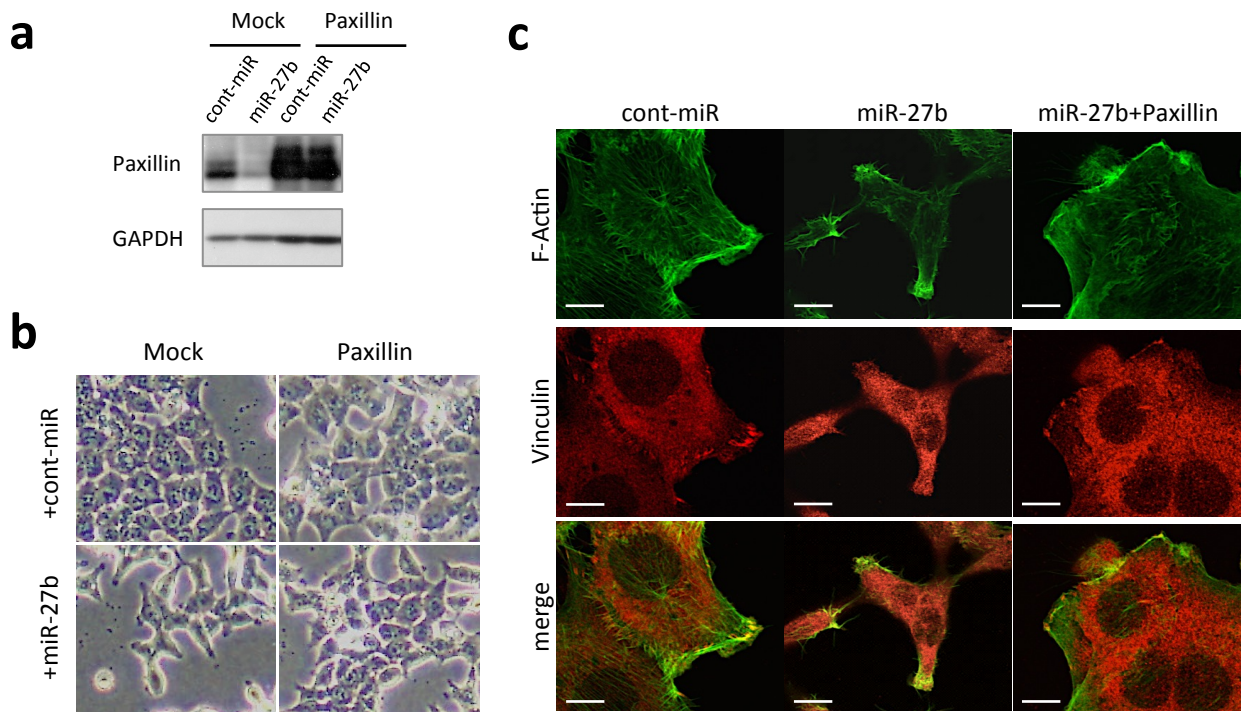 a
Mock Paxillin
cont-miR miR-27b cont-miR miR-27b
Paxillin
GAPDH
b
Mock Paxillin
+cont-miR
+miR-27b
c
cont-miR miR-27b miR-27b+Paxillin
F-Actin
Vinculin
merge